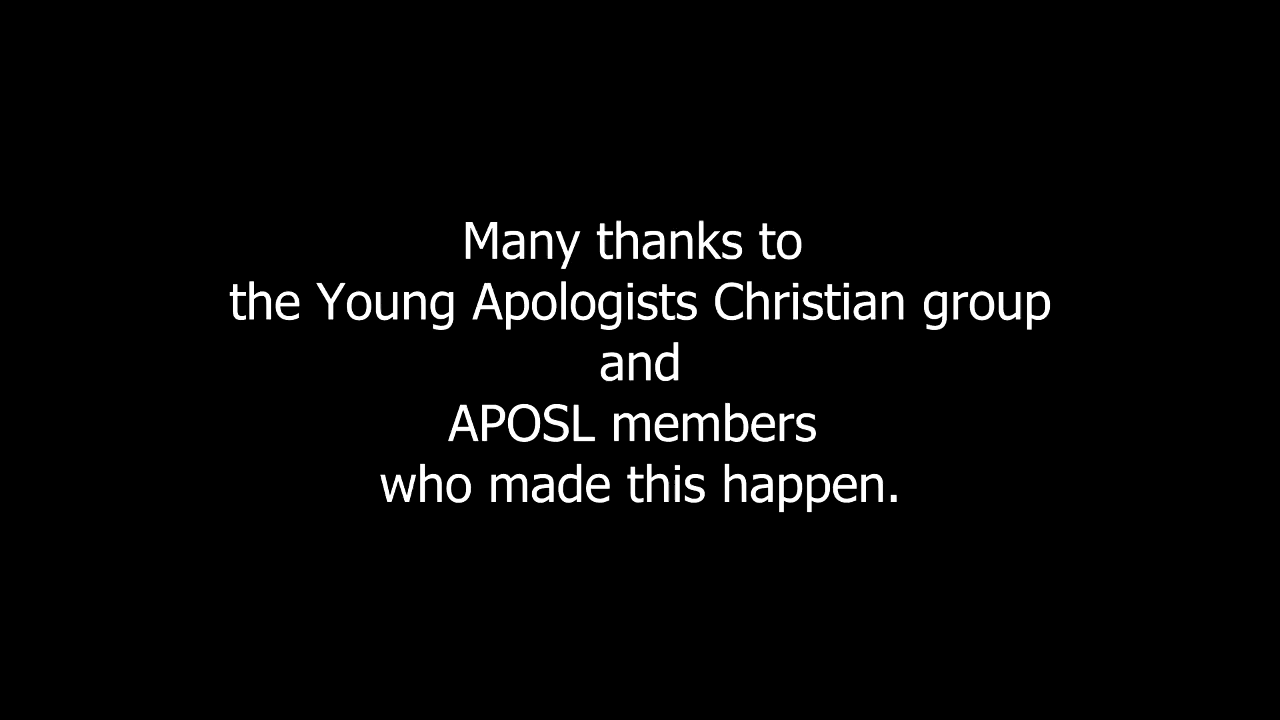 Many thanks to
the Young Apologists Christian group
and
APOSL members
who made this happen.